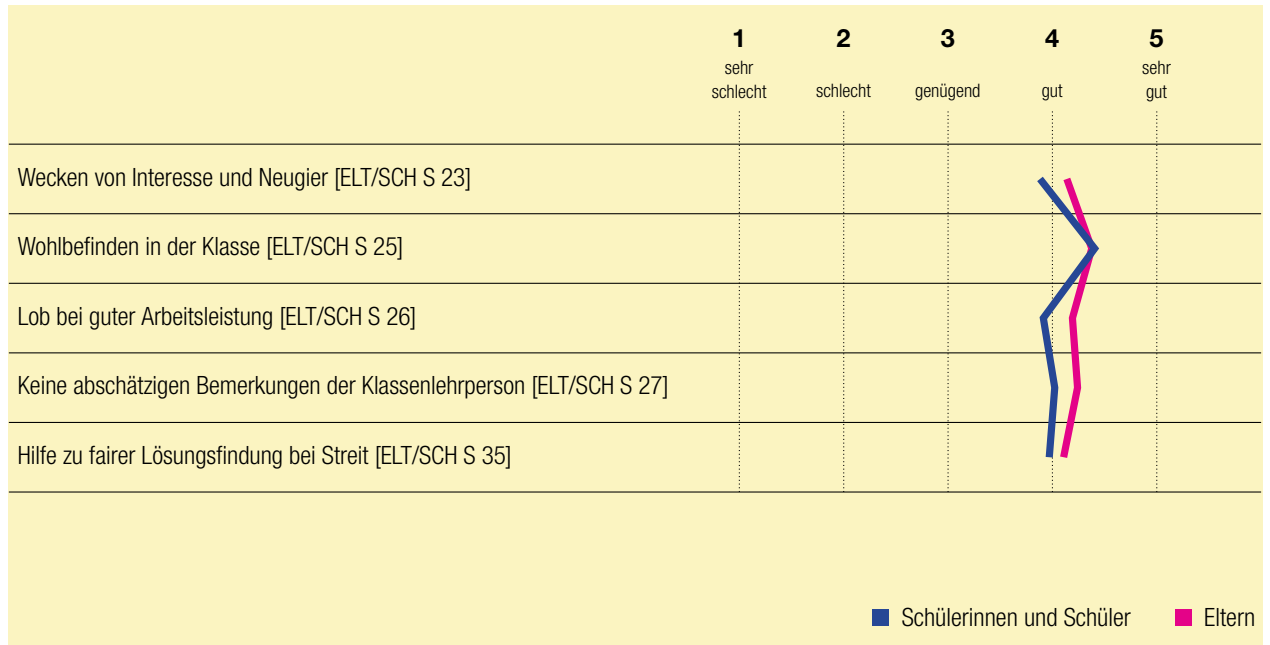 1 2 3 4 5
sehr schlecht schlecht genügend gut sehr gut
Wecken von Interesse und Neugier [ELT/SCH S 23]
Wohlbefinden in der Klasse [ELT/SCH S 25]
Lob bei guter Arbeitsleistung [ELT/SCH S 26]
Keine abschätzigen Bemerkungen der Klassenlehrperson [ELT/SCH S 27]
Hilfe zu fairer Lösungsfindung bei Streit [ELT/SCH S 35]
Schülerinnen und Schüler Eltern